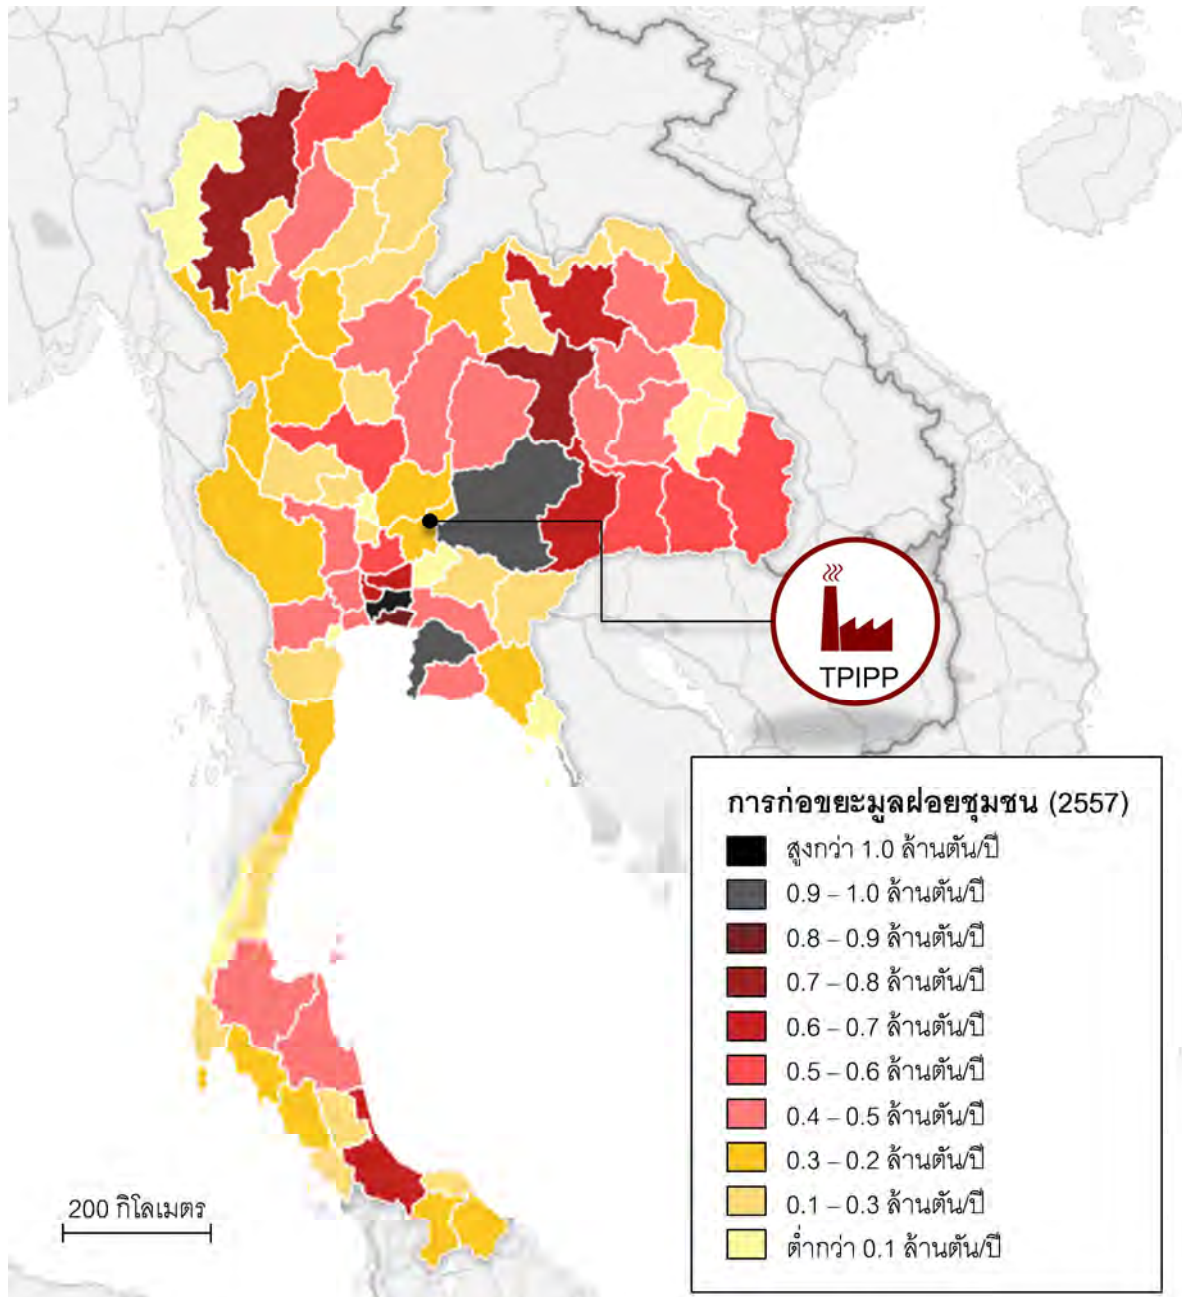 TPIPP
การก่อขยะมูลฝอยชุมชน (2557)
สูงกว่า 1.0 ล้านตัน/ปี
0.9 – 1.0 ล้านตัน/ปี
0.8 – 0.9 ล้านตัน/ปี
0.7 – 0.8 ล้านตัน/ปี
0.6 – 0.7 ล้านตัน/ปี
0.5 – 0.6 ล้านตัน/ปี
0.4 – 0.5 ล้านตัน/ปี
0.3 – 0.2 ล้านตัน/ปี
0.1 – 0.3 ล้านตัน/ปี
ต่ำกว่า 0.1 ล้านตัน/ปี
200 กิโลเมตร